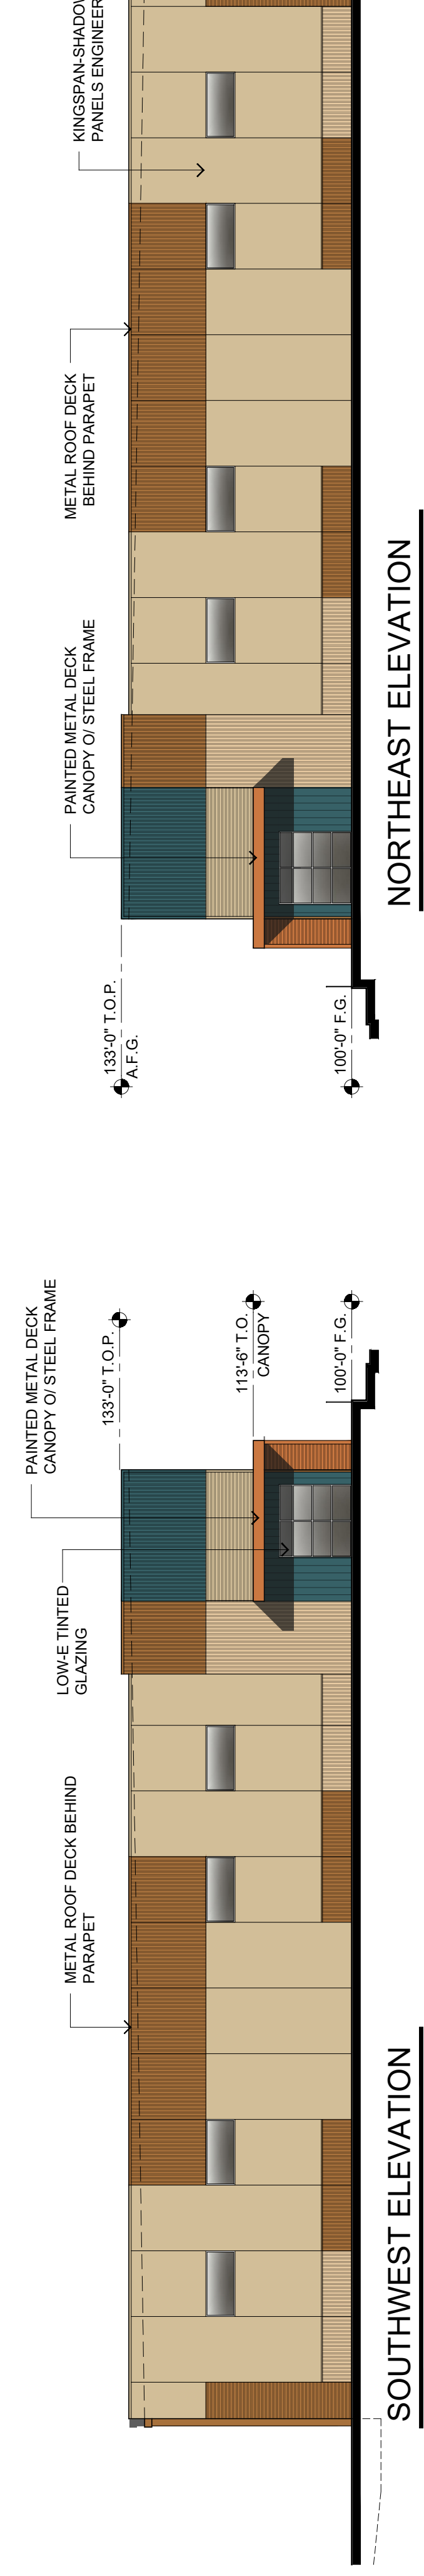 PAINTED METAL DECK
CANOPY O/ STEEL FRAME
LOW-E TINTED
GLAZING
METAL ROOF DECK BEHIND
PARAPET
133'-0" T.O.P.
113'-6" T.O.
CANOPY
100'-0" F.G.
SOUTHWEST ELEVATION
KINGSPAN-SHADOW
PANELS ENGINEER
METAL ROOF DECK
BEHIND PARAPET
PAINTED METAL DECK
CANOPY O/ STEEL FRAME
133'-0" T.O.P.
A.F.G.
100'-0" F.G.
NORTHEAST ELEVATION